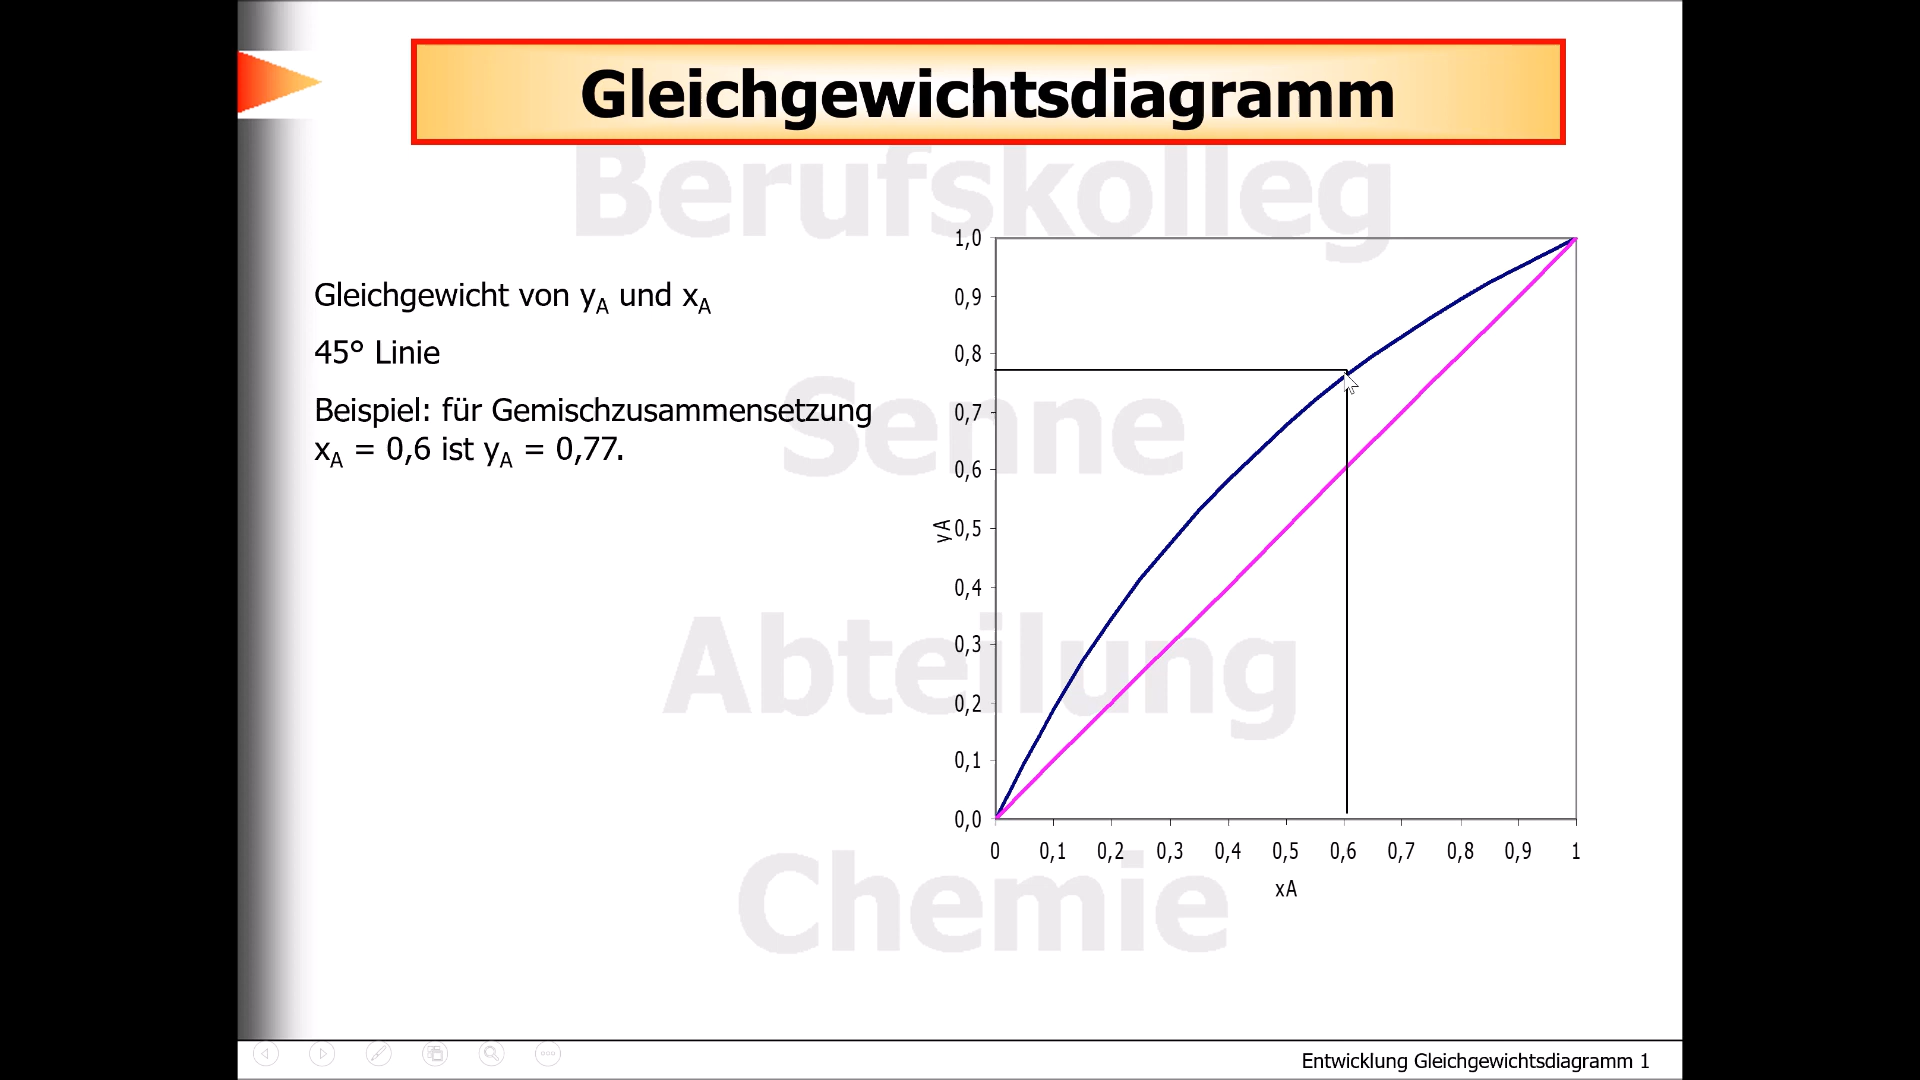 Gleichgewichtsdiagramm
Berufskolleg
Senne
Abteilung
Chemie
Gleichgewicht von yA und xA
45° Linie
Beispiel: für Gemischzusammensetzung
xA = 0,6 ist yA = 0,77.
1,0
0,9
0,8
0,7
0,6
yA
0,5
0,4
0,3
0,2
0,1
0,0
0 0,1 0,2 0,3 0,4 0,5 0,6 0,7 0,8 0,9 1
xA
Entwicklung Gleichgewichtsdiagramm 1